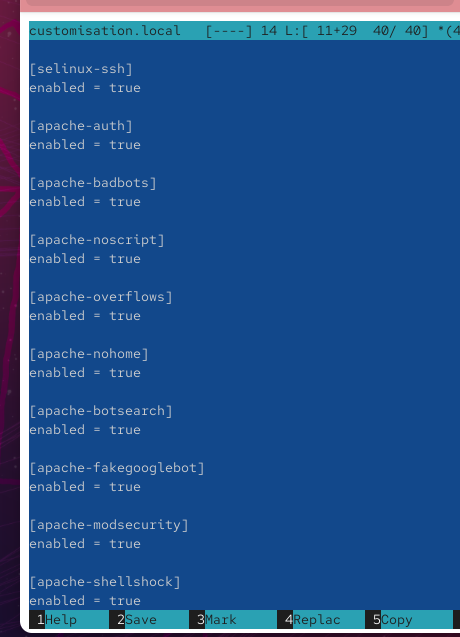 customisation.local   [----] 14 L:[ 11+29  40/ 40] *(4
[selinux-ssh]
enabled = true
[apache-auth]
enabled = true
[apache-badbots]
enabled = true
[apache-noscript]
enabled = true
[apache-overflows]
enabled = true
[apache-nohome]
enabled = true
[apache-botsearch]
enabled = true
[apache-fakegooglebot]
enabled = true
[apache-modsecurity]
enabled = true
[apache-shellshock]
enabled = true
1Help 2Save 3Mark 4Replac 5Copy